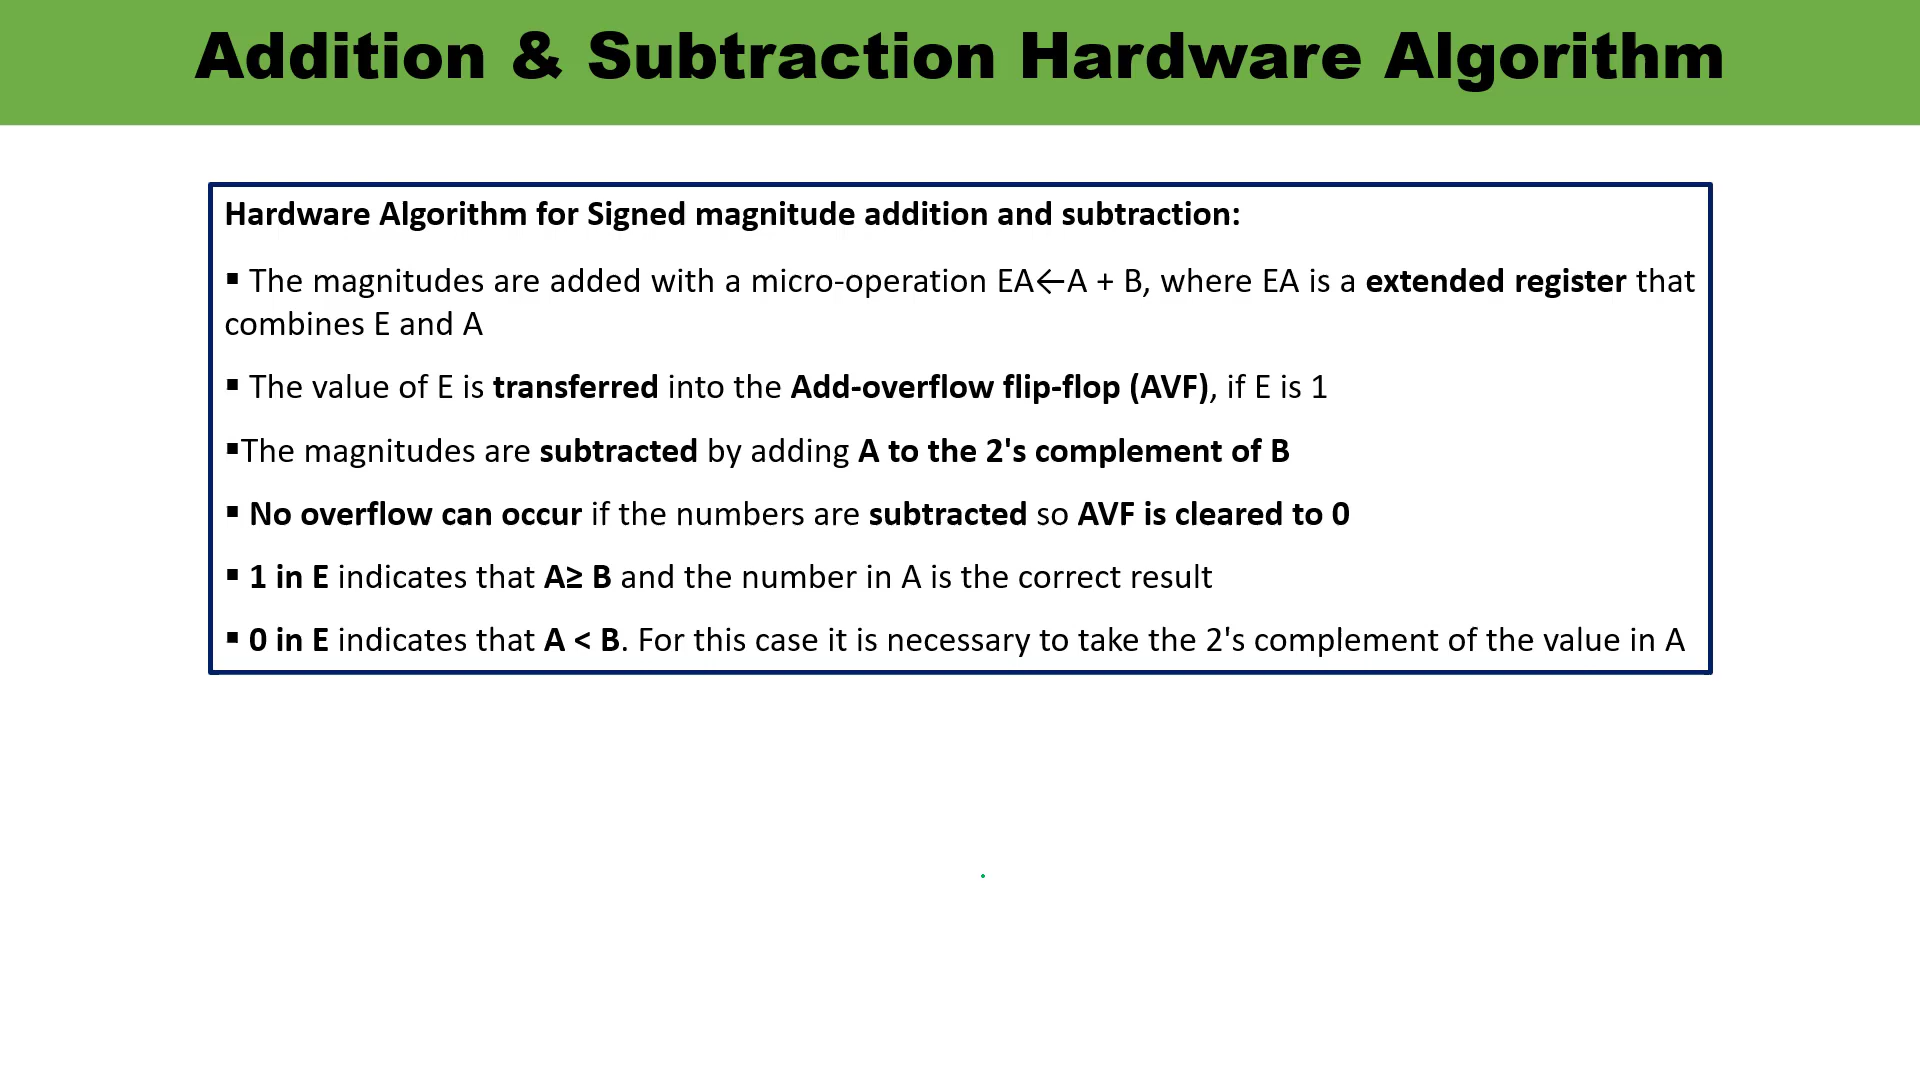 Addition & Subtraction Hardware Algorithm
Hardware Algorithm for Signed magnitude addition and subtraction:
▪ The magnitudes are added with a micro-operation EA←A + B, where EA is a extended register that
combines E and A
▪ The value of E is transferred into the Add-overflow flip-flop (AVF), if E is 1
▪The magnitudes are subtracted by adding A to the 2's complement of B
▪ No overflow can occur if the numbers are subtracted so AVF is cleared to 0
▪ 1 in E indicates that A≥ B and the number in A is the correct result
▪ 0 in E indicates that A < B. For this case it is necessary to take the 2's complement of the value in A